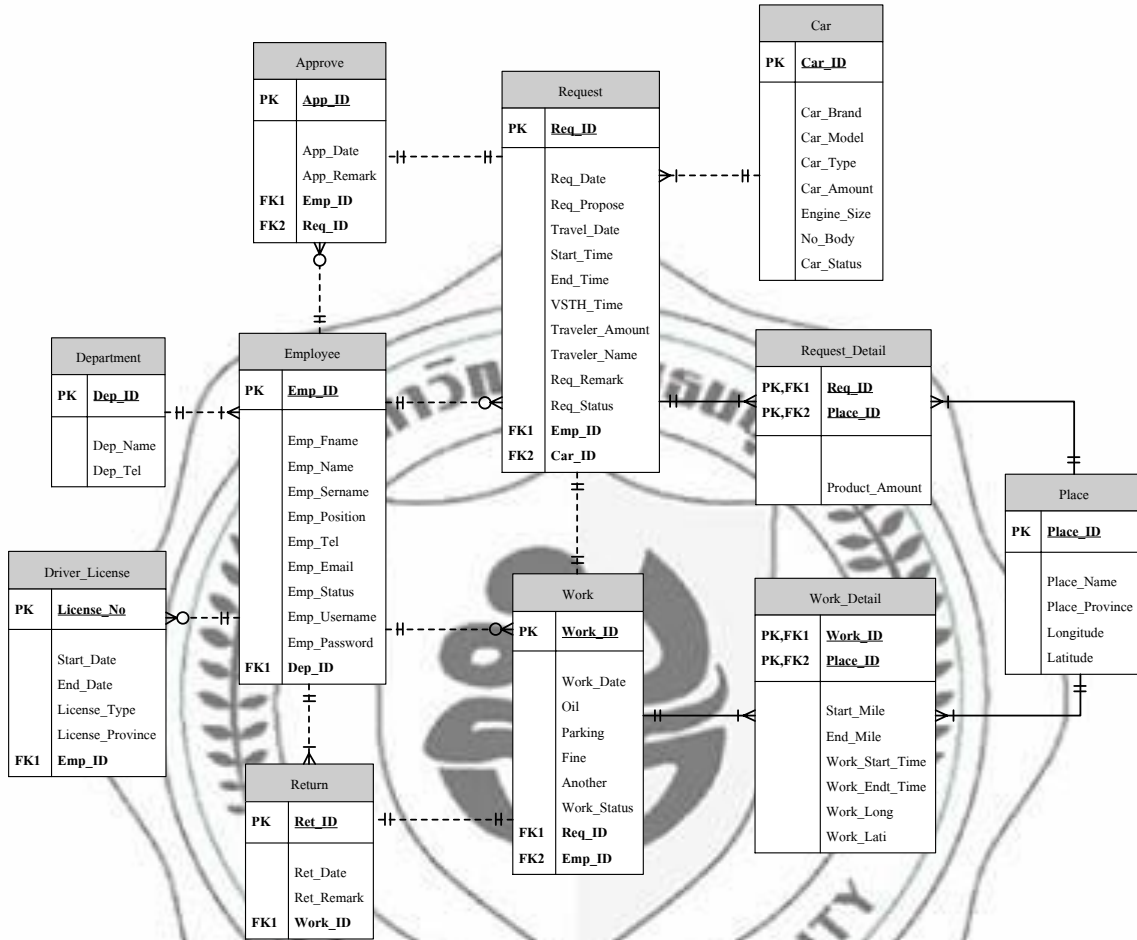 Car
PK Car_ID
Car_Brand
Car_Model
Car_Type
Car_Amount
Engine_Size
No_Body
Car_Status
Approve
PK App_ID
App_Date
App_Remark
FK1 Emp_ID
FK2 Req_ID
Request
PK Req_ID
Req_Date
Req_Propose
Travel_Date
Start_Time
End_Time
VSTH_Time
Traveler_Amount
Traveler_Name
Req_Remark
Req_Status
FK1 Emp_ID
FK2 Car_ID
Department
PK Dep_ID
Dep_Name
Dep_Tel
Employee
PK Emp_ID
Emp_Fname
Emp_Name
Emp_Sername
Emp_Position
Emp_Tel
Emp_Email
Emp_Status
Emp_Username
Emp_Password
FK1 Dep_ID
Request_Detail
PK,FK1 Req_ID
PK,FK2 Place_ID
Product_Amount
Place
PK Place_ID
Place_Name
Place_Province
Longitude
Latitude
Driver_License
PK License_No
Start_Date
End_Date
License_Type
License_Province
FK1 Emp_ID
Work
PK Work_ID
Work_Date
Oil
Parking
Fine
Another
Work_Status
FK1 Req_ID
FK2 Emp_ID
Work_Detail
PK,FK1 Work_ID
PK,FK2 Place_ID
Start_Mile
End_Mile
Work_Start_Time
Work_Endt_Time
Work_Long
Work_Lati
Return
PK Ret_ID
Ret_Date
Ret_Remark
FK1 Work_ID